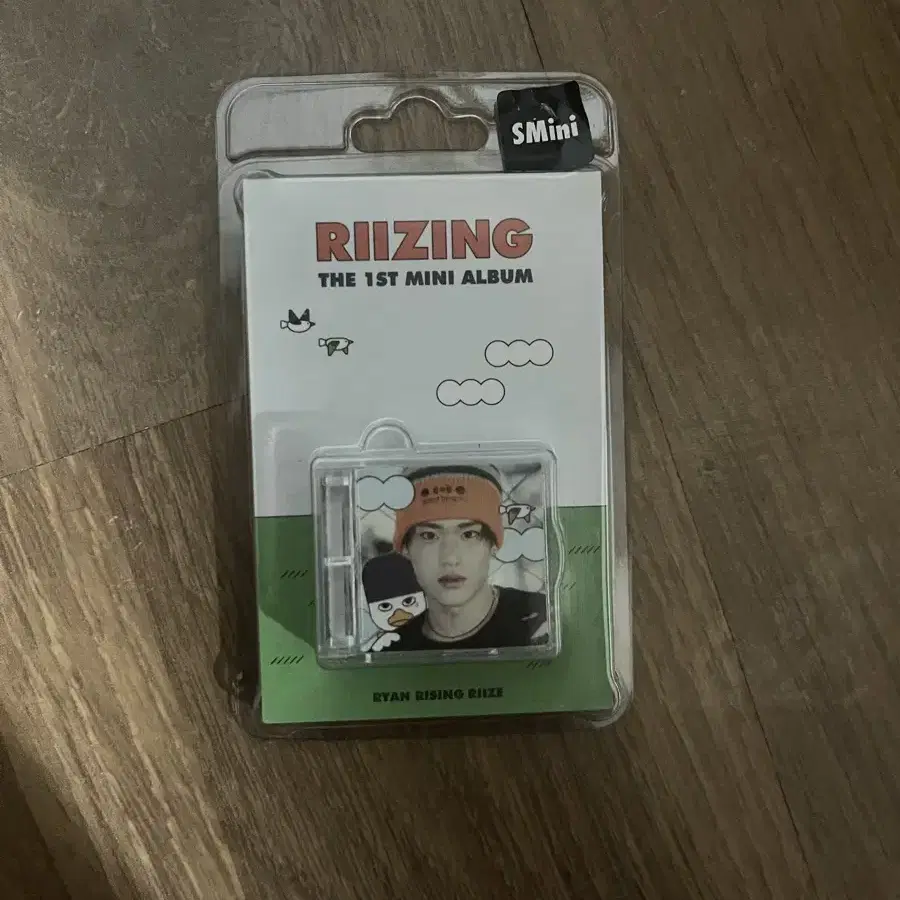 SMini
RIIZING
THE 1ST MINI ALBUM
RYAN RISING RIIZE